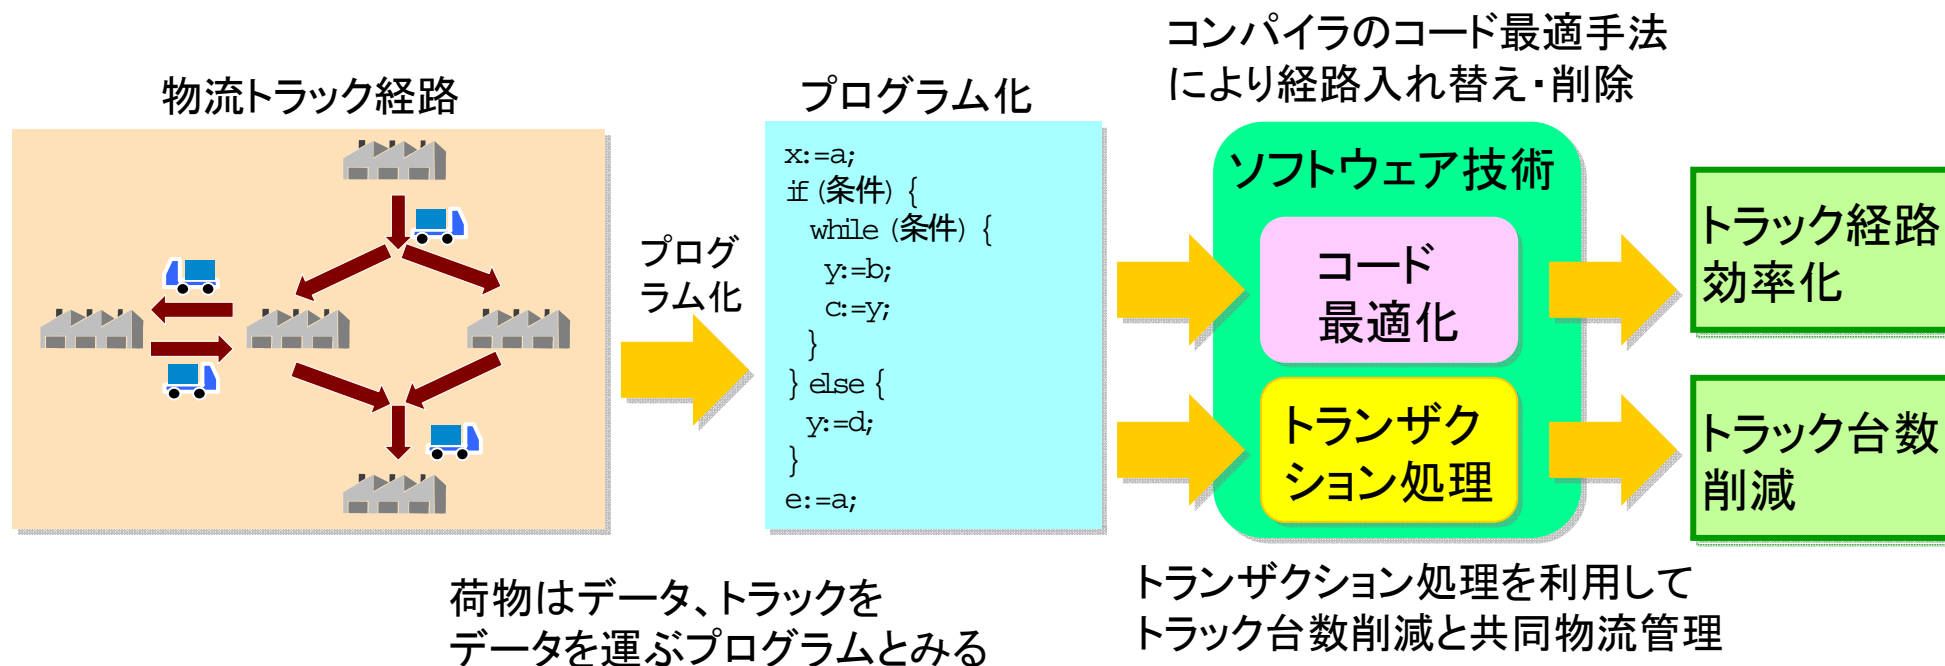 物流トラック経路
プログ
ラム化
プログラム化
x:=a;
if (条件) {
while (条件) {
y:=b;
c:=y;
}
} else {
y:=d;
}
e:=a;
荷物はデータ、トラックを
データを運ぶプログラムとみる
コンパイラのコード最適手法
により経路入れ替え・削除
ソフトウェア技術
コード
最適化
トランザク
ション処理
トランザクション処理を利用して
トラック台数削減と共同物流管理
トラック経路
効率化
トラック台数
削減